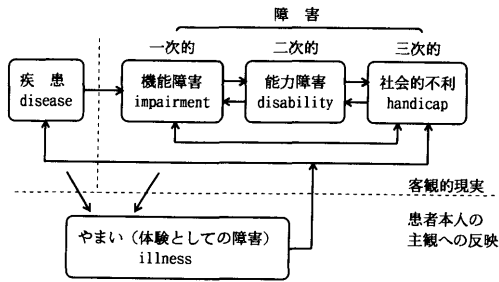 障害
一次的
二次的
三次的
疾患
disease
機能障害
impairment
能力障害
disability
社会的不利
handicap
客観的現実
やまい（体験としての障害）
illness
患者本人の
主観への反映